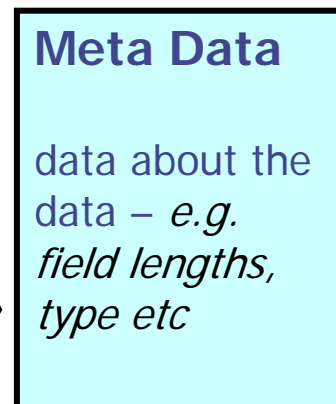 Meta Data
data about the
data – e.g.
field lengths,
type etc